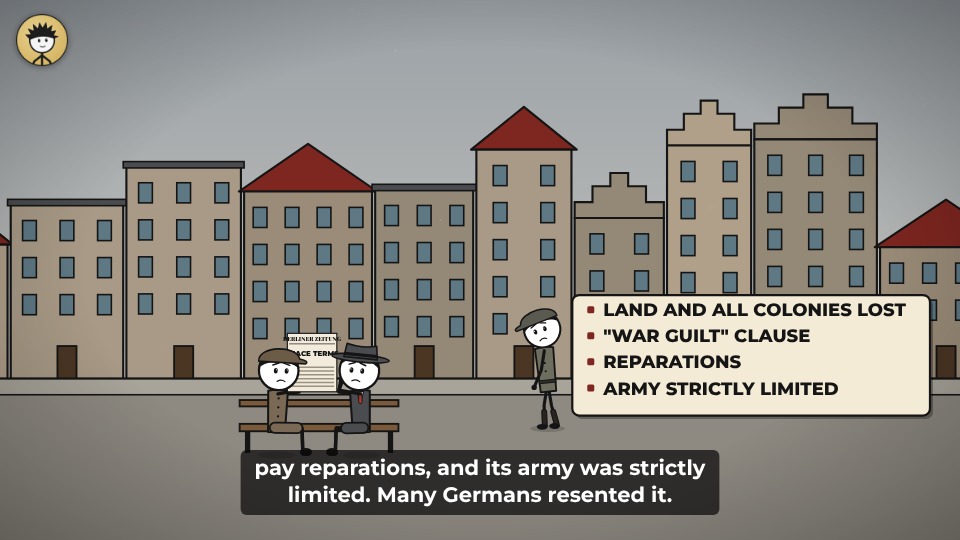 BERLINER ZEITUNG
LAND AND ALL COLONIES LOST
"WAR GUILT" CLAUSE
REPARATIONS
ARMY STRICTLY LIMITED
pay reparations, and its army was strictly
limited. Many Germans resented it.